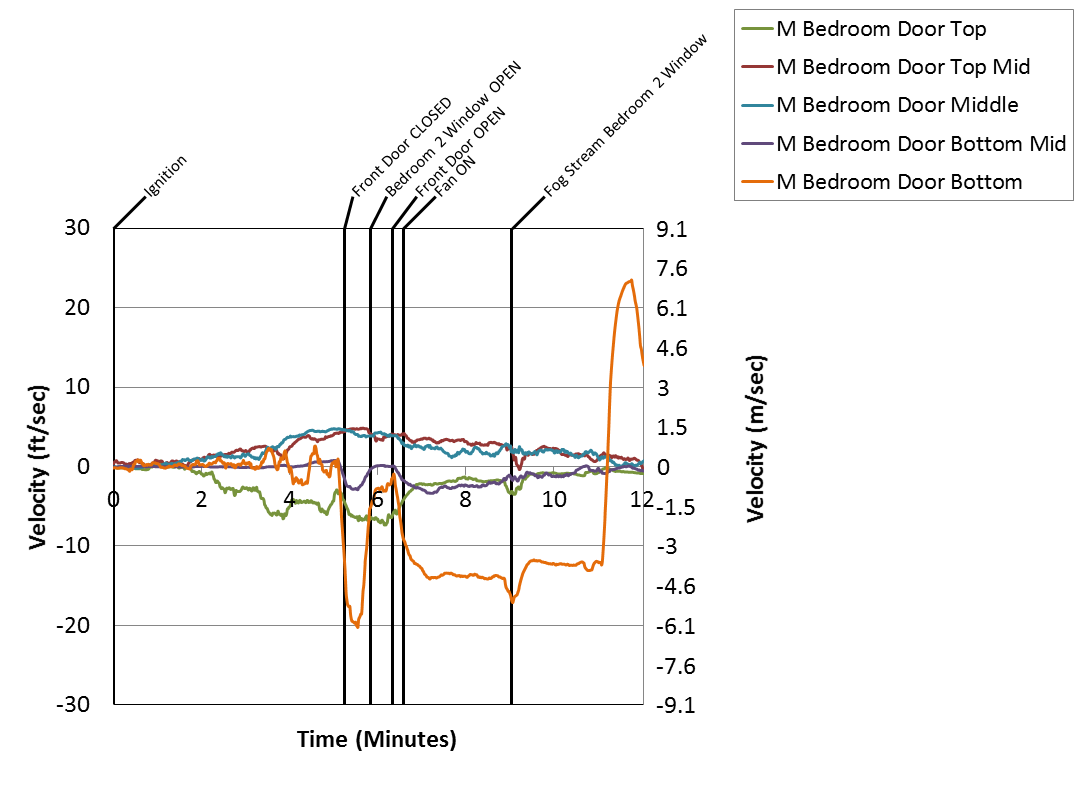 M Bedroom Door Top
M Bedroom Door Top Mid
M Bedroom Door Middle
M Bedroom Door Bottom Mid
M Bedroom Door Bottom
Ignition
Front Door CLOSED
Bedroom 2 Window OPEN
Front Door OPEN
Fan ON
Fog Stream Bedroom 2 Window
Velocity (ft/sec)
30
20
10
0
-10
-20
-30
0
2
4
6
8
10
12
Time (Minutes)
9.1
7.6
6.1
4.6
3
1.5
0
-1.5
-3
-4.6
-6.1
-7.6
-9.1
Velocity (m/sec)